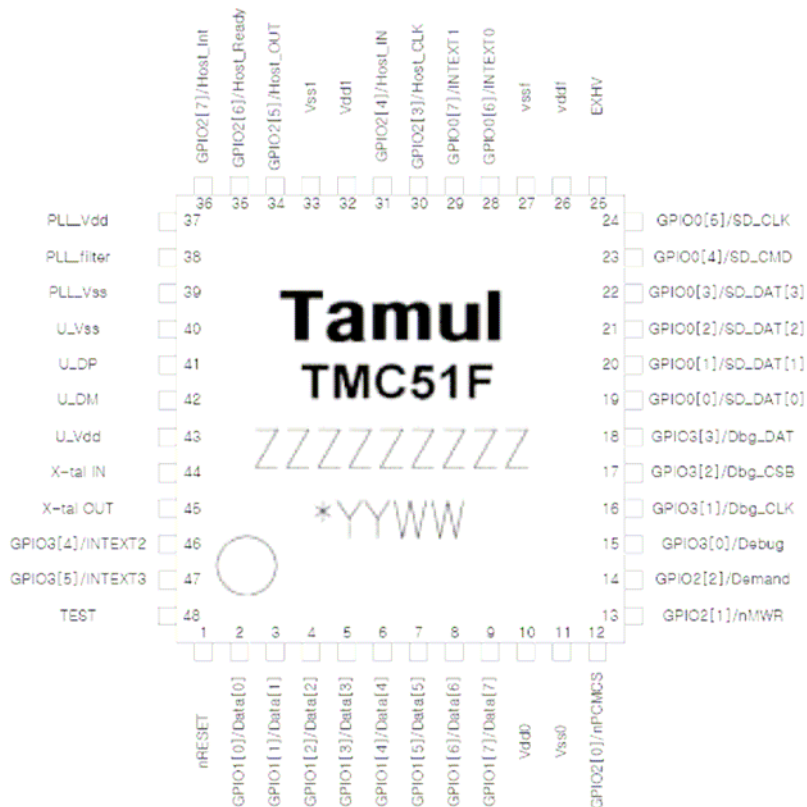 GPIO2[7]/Host_Int
GPIO2[6]/Host_Ready
GPIO2[5]/Host_OUT
Vss1
Vdd1
GPIO2[4]/Host_IN
GPIO2[3]/Host_CLK
GPIO0[7]/INTEXT1
GPIO0[6]/INTEXT0
vssf
vddf
EXHV
36 35 34 33 32 31 30 29 28 27 26 25
PLL_Vdd 37
PLL_filter 38
PLL_Vss 39
U_Vss 40
U_DP 41
U_DM 42
U_Vdd 43
X-tal IN 44
X-tal OUT 45
GPIO3[4]/INTEXT2 46
GPIO3[5]/INTEXT3 47
TEST 48
Tamul
TMC51F
ZZZZZZZZZ
*YYWW
24 GPIO0[5]/SD_CLK
23 GPIO0[4]/SD_CMD
22 GPIO0[3]/SD_DAT[3]
21 GPIO0[2]/SD_DAT[2]
20 GPIO0[1]/SD_DAT[1]
19 GPIO0[0]/SD_DAT[0]
18 GPIO3[3]/Dbg_DAT
17 GPIO3[2]/Dbg_CSB
16 GPIO3[1]/Dbg_CLK
15 GPIO3[0]/Debug
14 GPIO2[2]/Demand
13 GPIO2[1]/nMWR
1 2 3 4 5 6 7 8 9 10 11 12
nRESET
GPIO1[0]/Data[0]
GPIO1[1]/Data[1]
GPIO1[2]/Data[2]
GPIO1[3]/Data[3]
GPIO1[4]/Data[4]
GPIO1[5]/Data[5]
GPIO1[6]/Data[6]
GPIO1[7]/Data[7]
Vdd0
Vss0
GPIO2[0]/nPCMCS